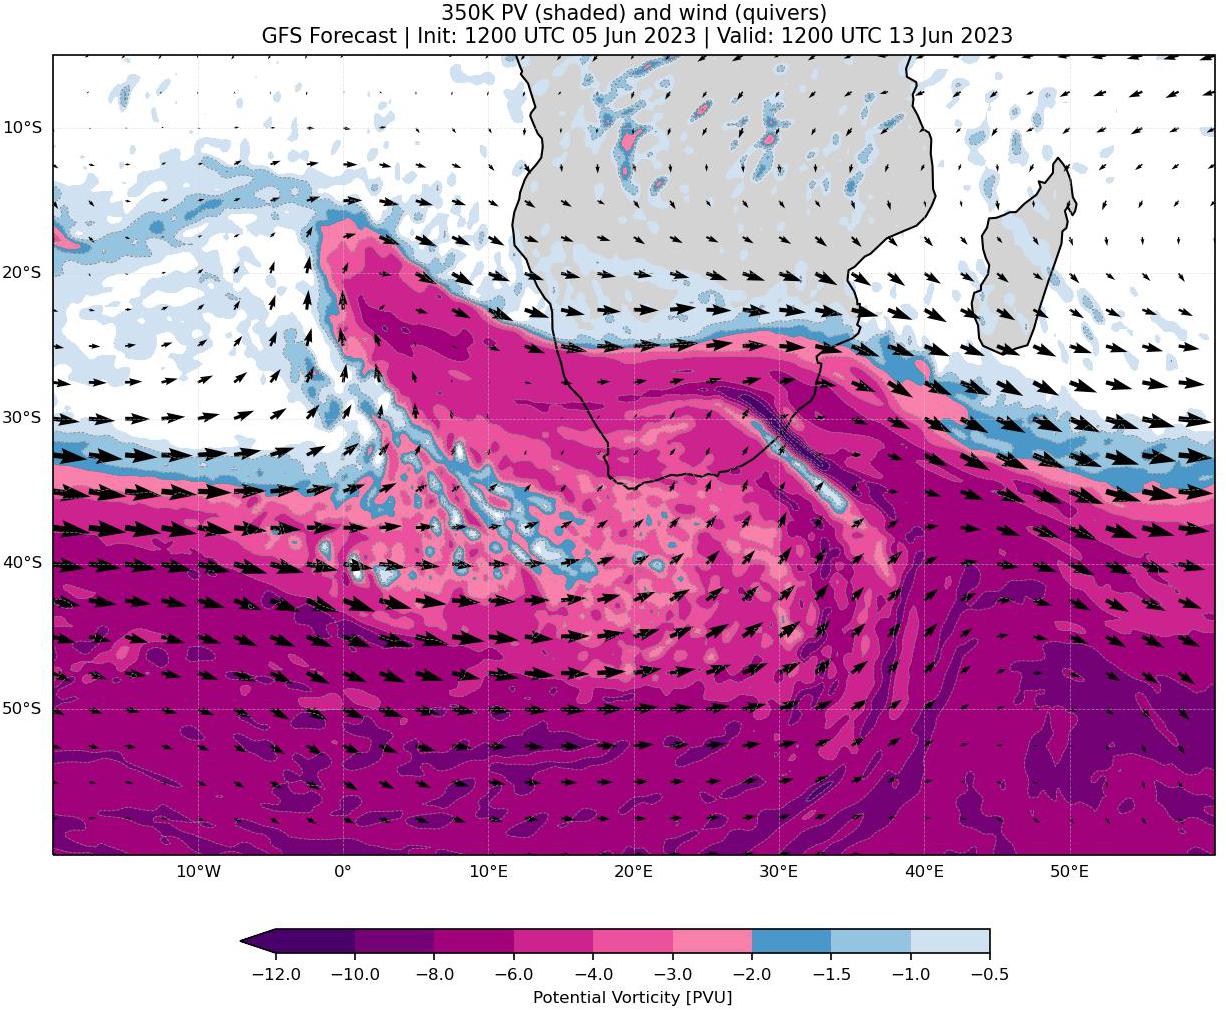 350K PV (shaded) and wind (quivers)
GFS Forecast | Init: 1200 UTC 05 Jun 2023 | Valid: 1200 UTC 13 Jun 2023
10°S
20°S
30°S
40°S
50°S
10°W 0° 10°E 20°E 30°E 40°E 50°E
−12.0 −10.0 −8.0 −6.0 −4.0 −3.0 −2.0 −1.5 −1.0 −0.5
Potential Vorticity [PVU]